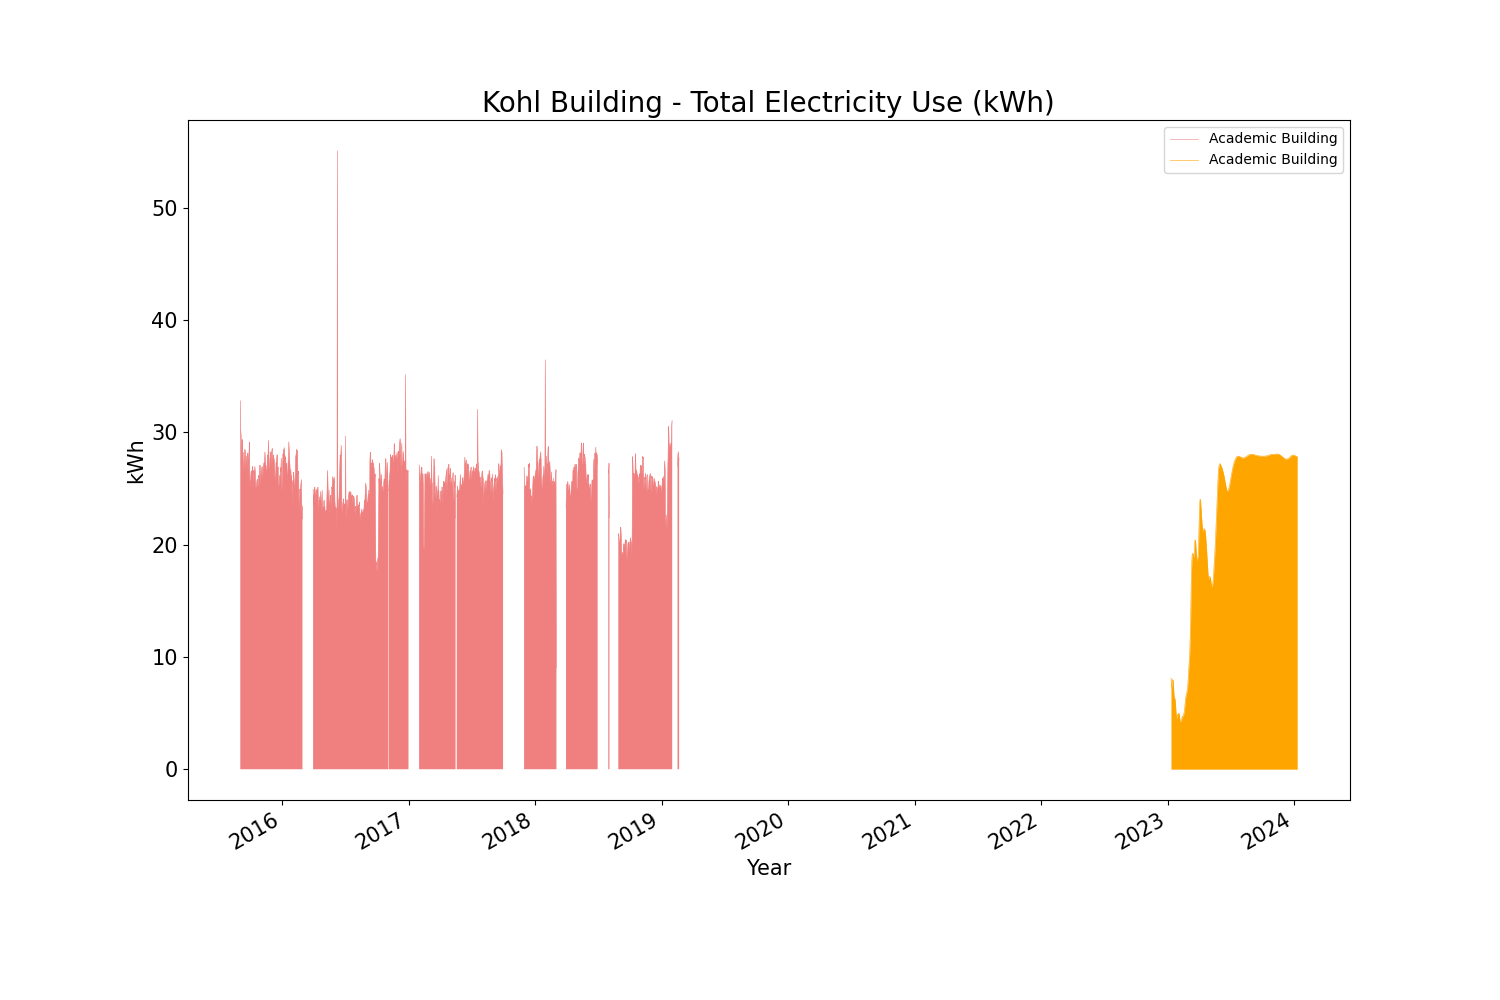 Kohl Building - Total Electricity Use (kWh)
Academic Building
Academic Building
50
40
30
20
10
0
kWh
2016 2017 2018 2019 2020 2021 2022 2023 2024
Year